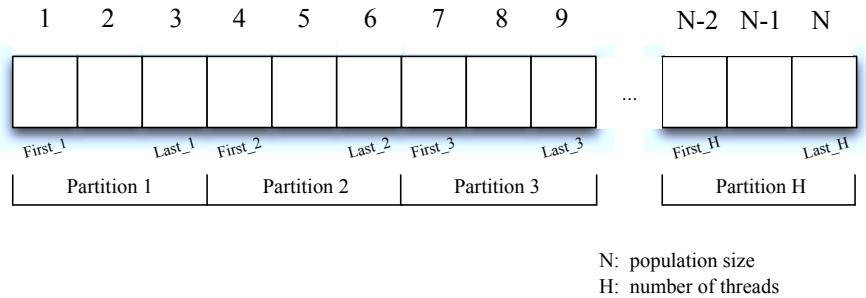 1 2 3 4 5 6 7 8 9 N-2 N-1 N
...
First_1 Last_1 First_2 Last_2 First_3 Last_3 First_H Last_H
Partition 1 Partition 2 Partition 3 Partition H
N: population size
H: number of threads